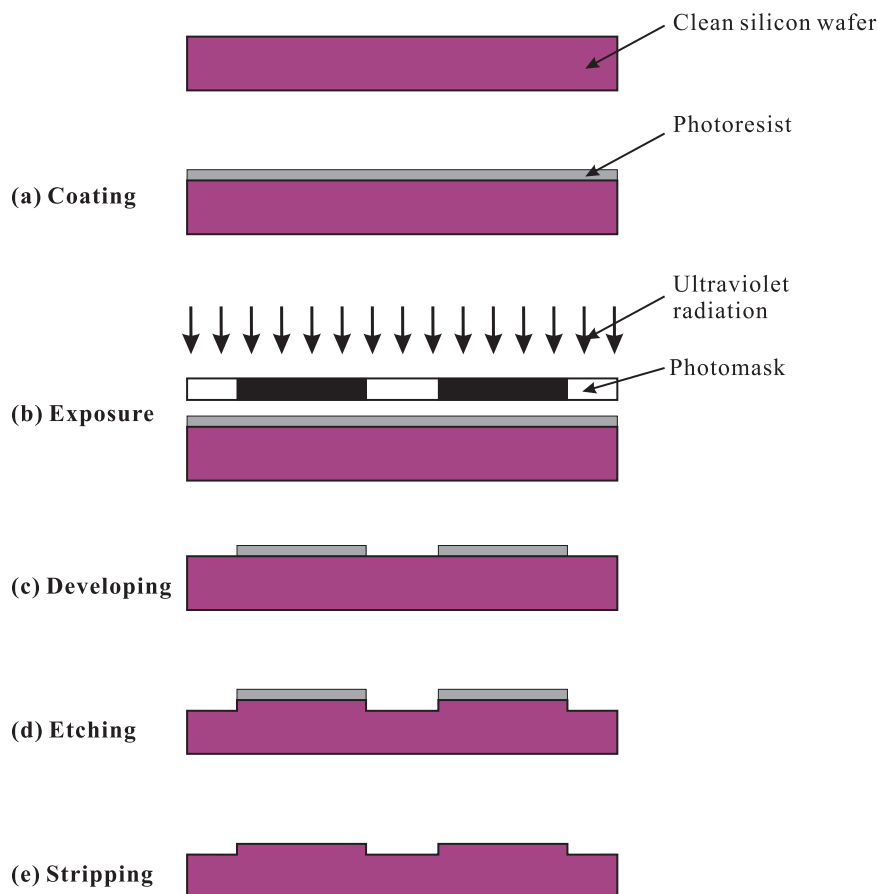 Clean silicon wafer
Photoresist
(a) Coating
Ultraviolet
radiation
Photomask
(b) Exposure
(c) Developing
(d) Etching
(e) Stripping